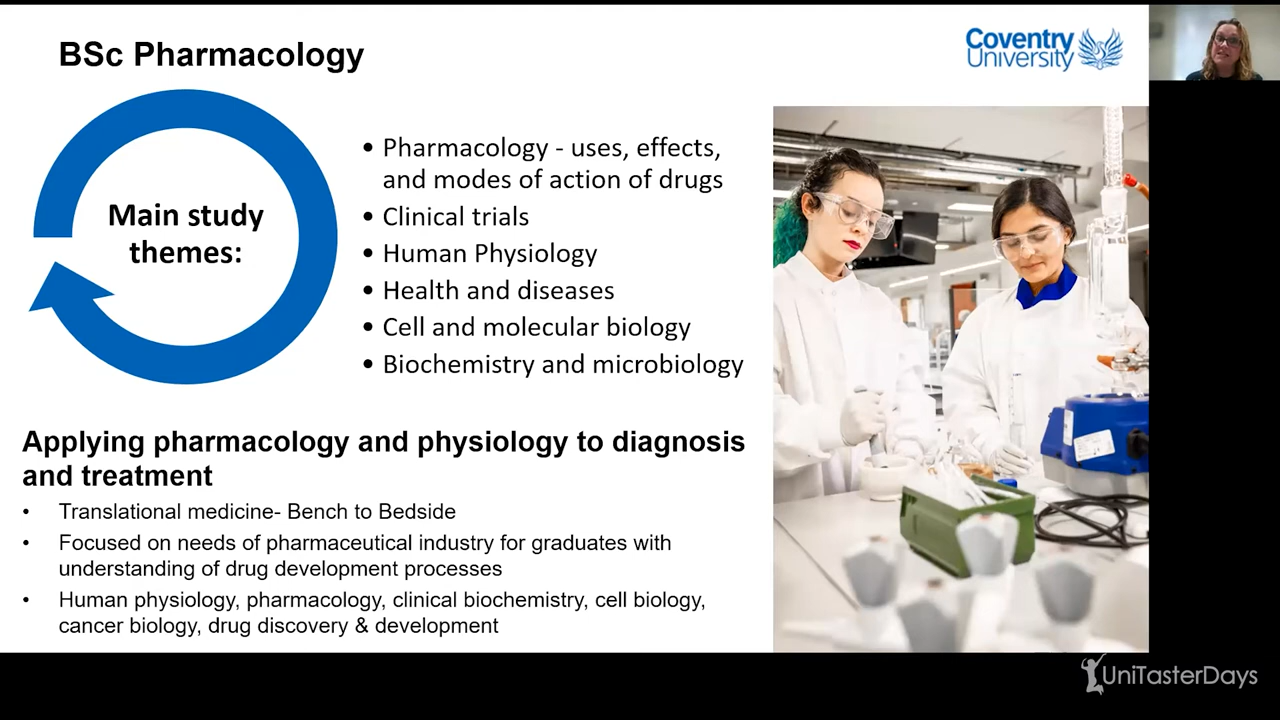 BSc Pharmacology
Coventry
University
Main study
themes:
• Pharmacology - uses, effects,
and modes of action of drugs
• Clinical trials
• Human Physiology
• Health and diseases
• Cell and molecular biology
• Biochemistry and microbiology
Applying pharmacology and physiology to diagnosis
and treatment
• Translational medicine- Bench to Bedside
• Focused on needs of pharmaceutical industry for graduates with
understanding of drug development processes
• Human physiology, pharmacology, clinical biochemistry, cell biology,
cancer biology, drug discovery & development
UniTasterDays